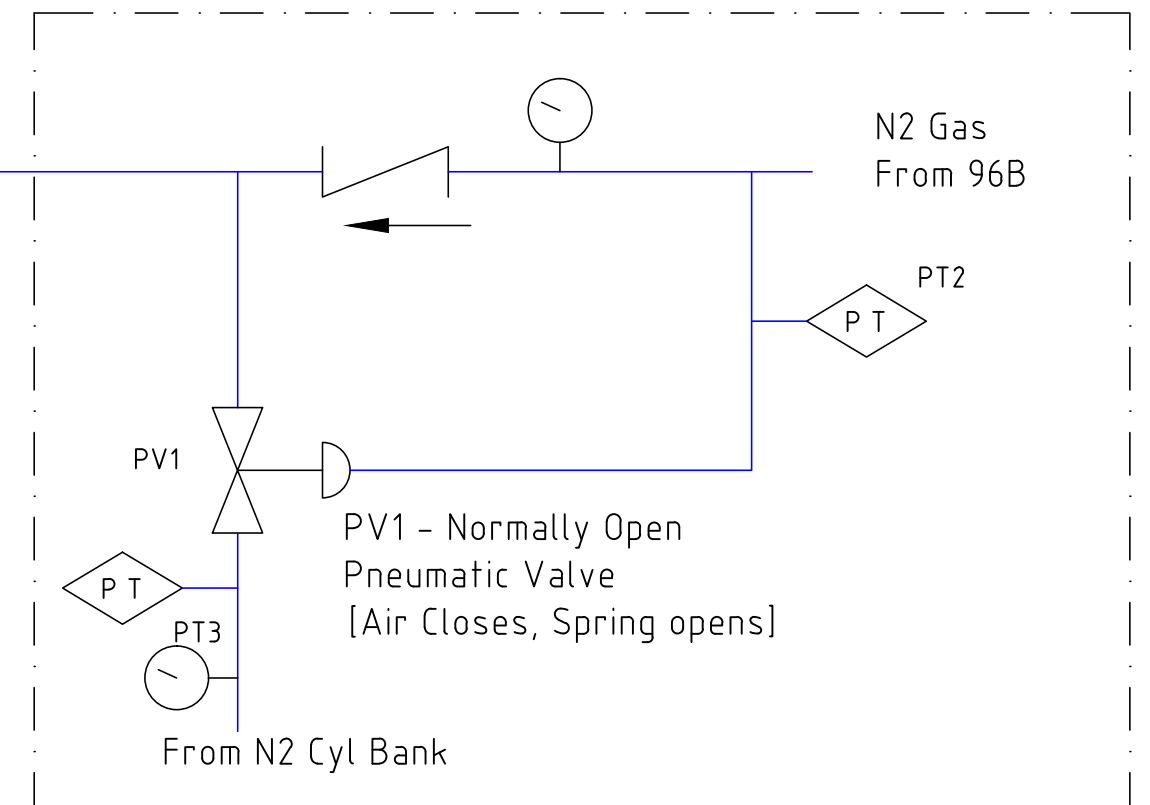 N2 Gas
From 96B
PT2
P T
PV1
PV1 - Normally Open
Pneumatic Valve
[Air Closes, Spring opens]
P T
PT3
From N2 Cyl Bank